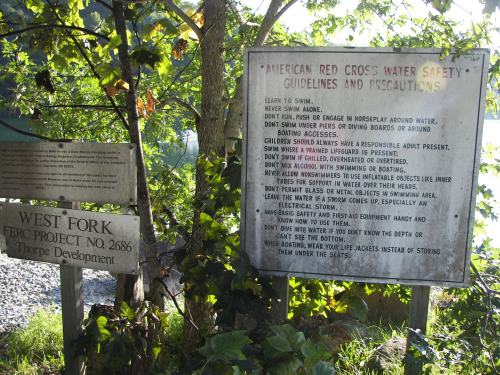 AMERICAN RED CROSS WATER SAFETY
GUIDELINES AND PRECAUTIONS
LEARN TO SWIM.
NEVER SWIM ALONE.
DON'T RUN, PUSH OR ENGAGE IN HORSEPLAY AROUND WATER.
DON'T SWIM UNDER PIERS OR DIVING BOARDS OR AROUND
BOATING ACCESSES.
CHILDREN SHOULD ALWAYS HAVE A RESPONSIBLE ADULT PRESENT.
SWIM WHERE A TRAINED LIFEGUARD IS PRESENT.
DON'T SWIM IF CHILLED, OVERHEATED OR OVERTIRED.
DON'T MIX ALCOHOL WITH SWIMMING OR BOATING.
NEVER ALLOW NONSWIMMERS TO USE INFLATABLE OBJECTS LIKE INNER
TUBES FOR SUPPORT IN WATER OVER THEIR HEADS.
DON'T PERMIT GLASS OR METAL OBJECTS IN SWIMMING AREA.
LEAVE THE WATER IF A STORM COMES UP, ESPECIALLY AN
ELECTRICAL STORM.
HAVE BASIC SAFETY AND FIRST-AID EQUIPMENT HANDY AND
KNOW HOW TO USE THEM.
DON'T DIVE INTO WATER IF YOU DON'T KNOW THE DEPTH OR
CAN'T SEE THE BOTTOM.
WHEN BOATING, WEAR YOUR LIFE JACKETS INSTEAD OF STORING
THEM UNDER THE SEATS.
WEST FORK
FERC PROJECT NO. 2686
Thorpe Development